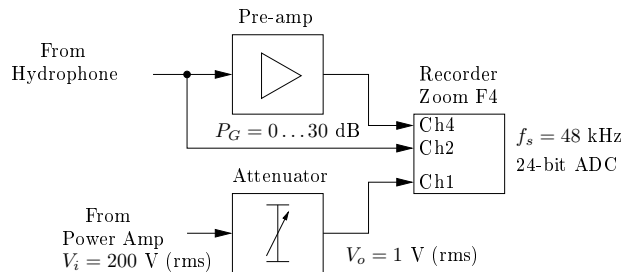 Pre-amp
From
Hydrophone
Recorder
Zoom F4
Ch4
P_G = 0...30 dB
Ch2
f_s = 48 kHz
24-bit ADC
Attenuator
Ch1
From
Power Amp
V_i = 200 V (rms)
V_o = 1 V (rms)